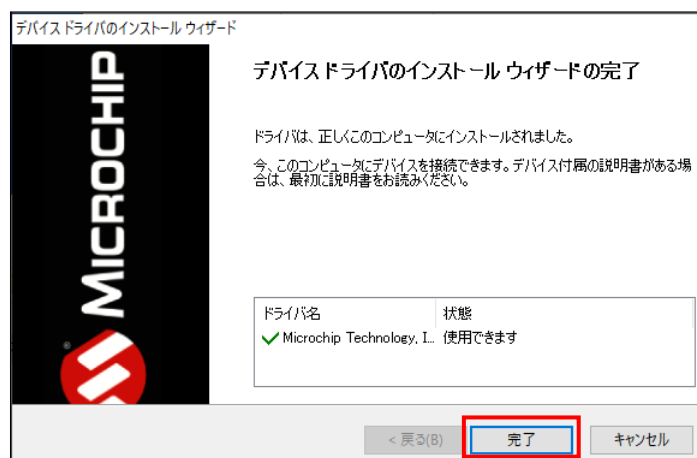 デバイス ドライバのインストール ウィザード
MICROCHIP
デバイス ドライバのインストール ウィザードの完了
ドライバは、正しくこのコンピュータにインストールされました。
今、このコンピュータにデバイスを接続できます。デバイス付属の説明書がある場
合は、最初に説明書をお読みください。
ドライバ名 状態
Microchip Technology, I... 使用できます
< 戻る(B) 完了 キャンセル